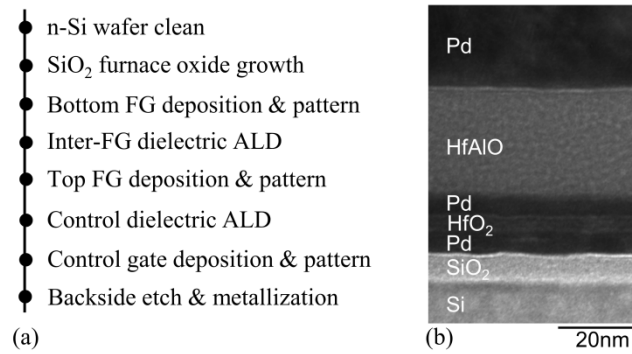 n-Si wafer clean
SiO₂ furnace oxide growth
Bottom FG deposition & pattern
Inter-FG dielectric ALD
Top FG deposition & pattern
Control dielectric ALD
Control gate deposition & pattern
Backside etch & metallization
(a)
Pd
HfAlO
Pd
HfO₂
Pd
SiO₂
Si
(b)
20nm